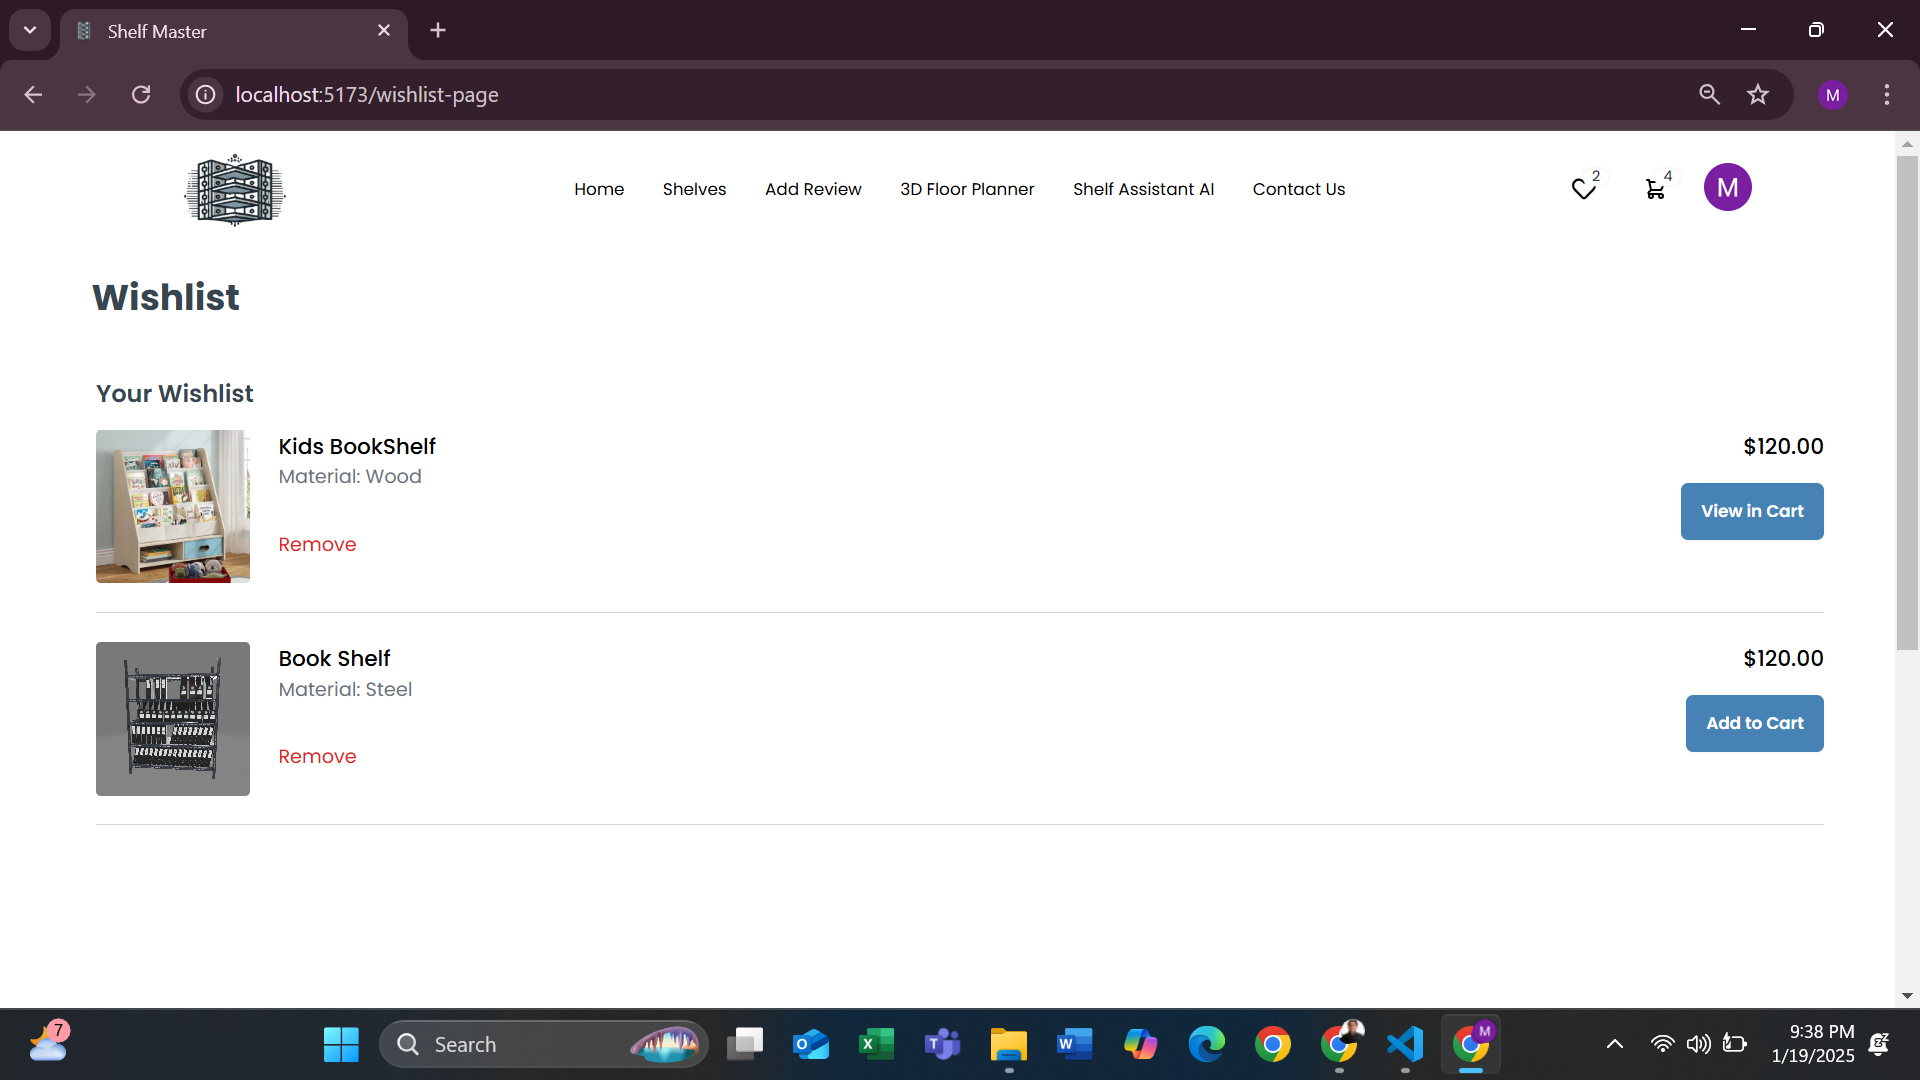 Shelf Master
localhost:5173/wishlist-page
M
Home Shelves Add Review 3D Floor Planner Shelf Assistant AI Contact Us
2
4
M
Wishlist
Your Wishlist
Kids BookShelf
$120.00
Material: Wood
View in Cart
Remove
Book Shelf
$120.00
Material: Steel
Add to Cart
Remove
7
Search
M
9:38 PM
1/19/2025